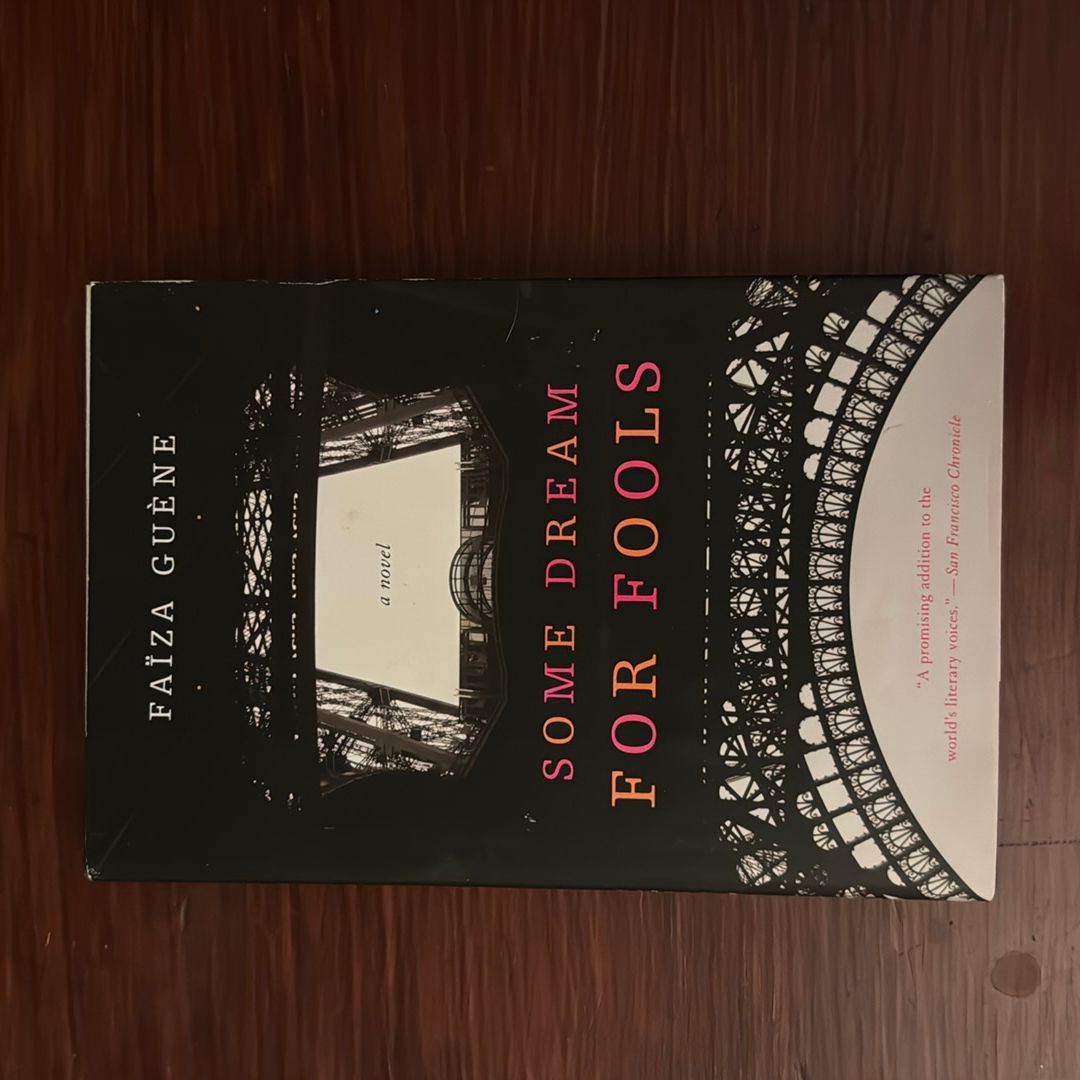 FAÏZA GUÈNE
a novel
SOME DREAM
FOR FOOLS
“A promising addition to the
world’s literary voices.” —San Francisco Chronicle